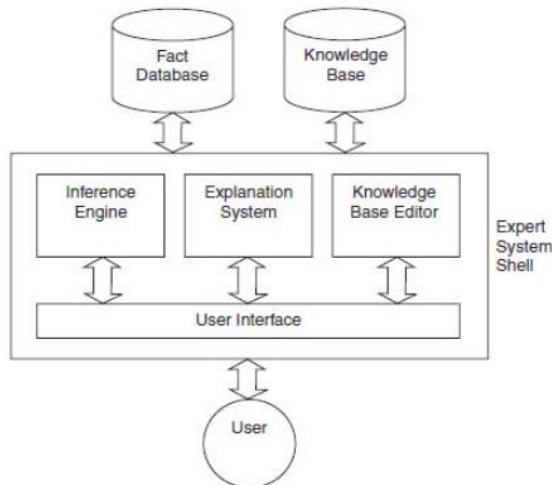 Fact
Database
Knowledge
Base
Inference
Engine
Explanation
System
Knowledge
Base Editor
Expert
System
Shell
User Interface
User